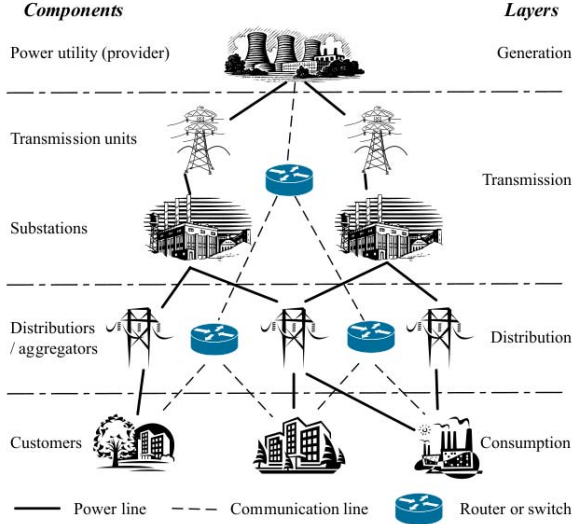 Components Layers
Power utility (provider) Generation
Transmission units
Transmission
Substations
Distributiors
/ aggregators
Distribution
Customers Consumption
Power line Communication line Router or switch